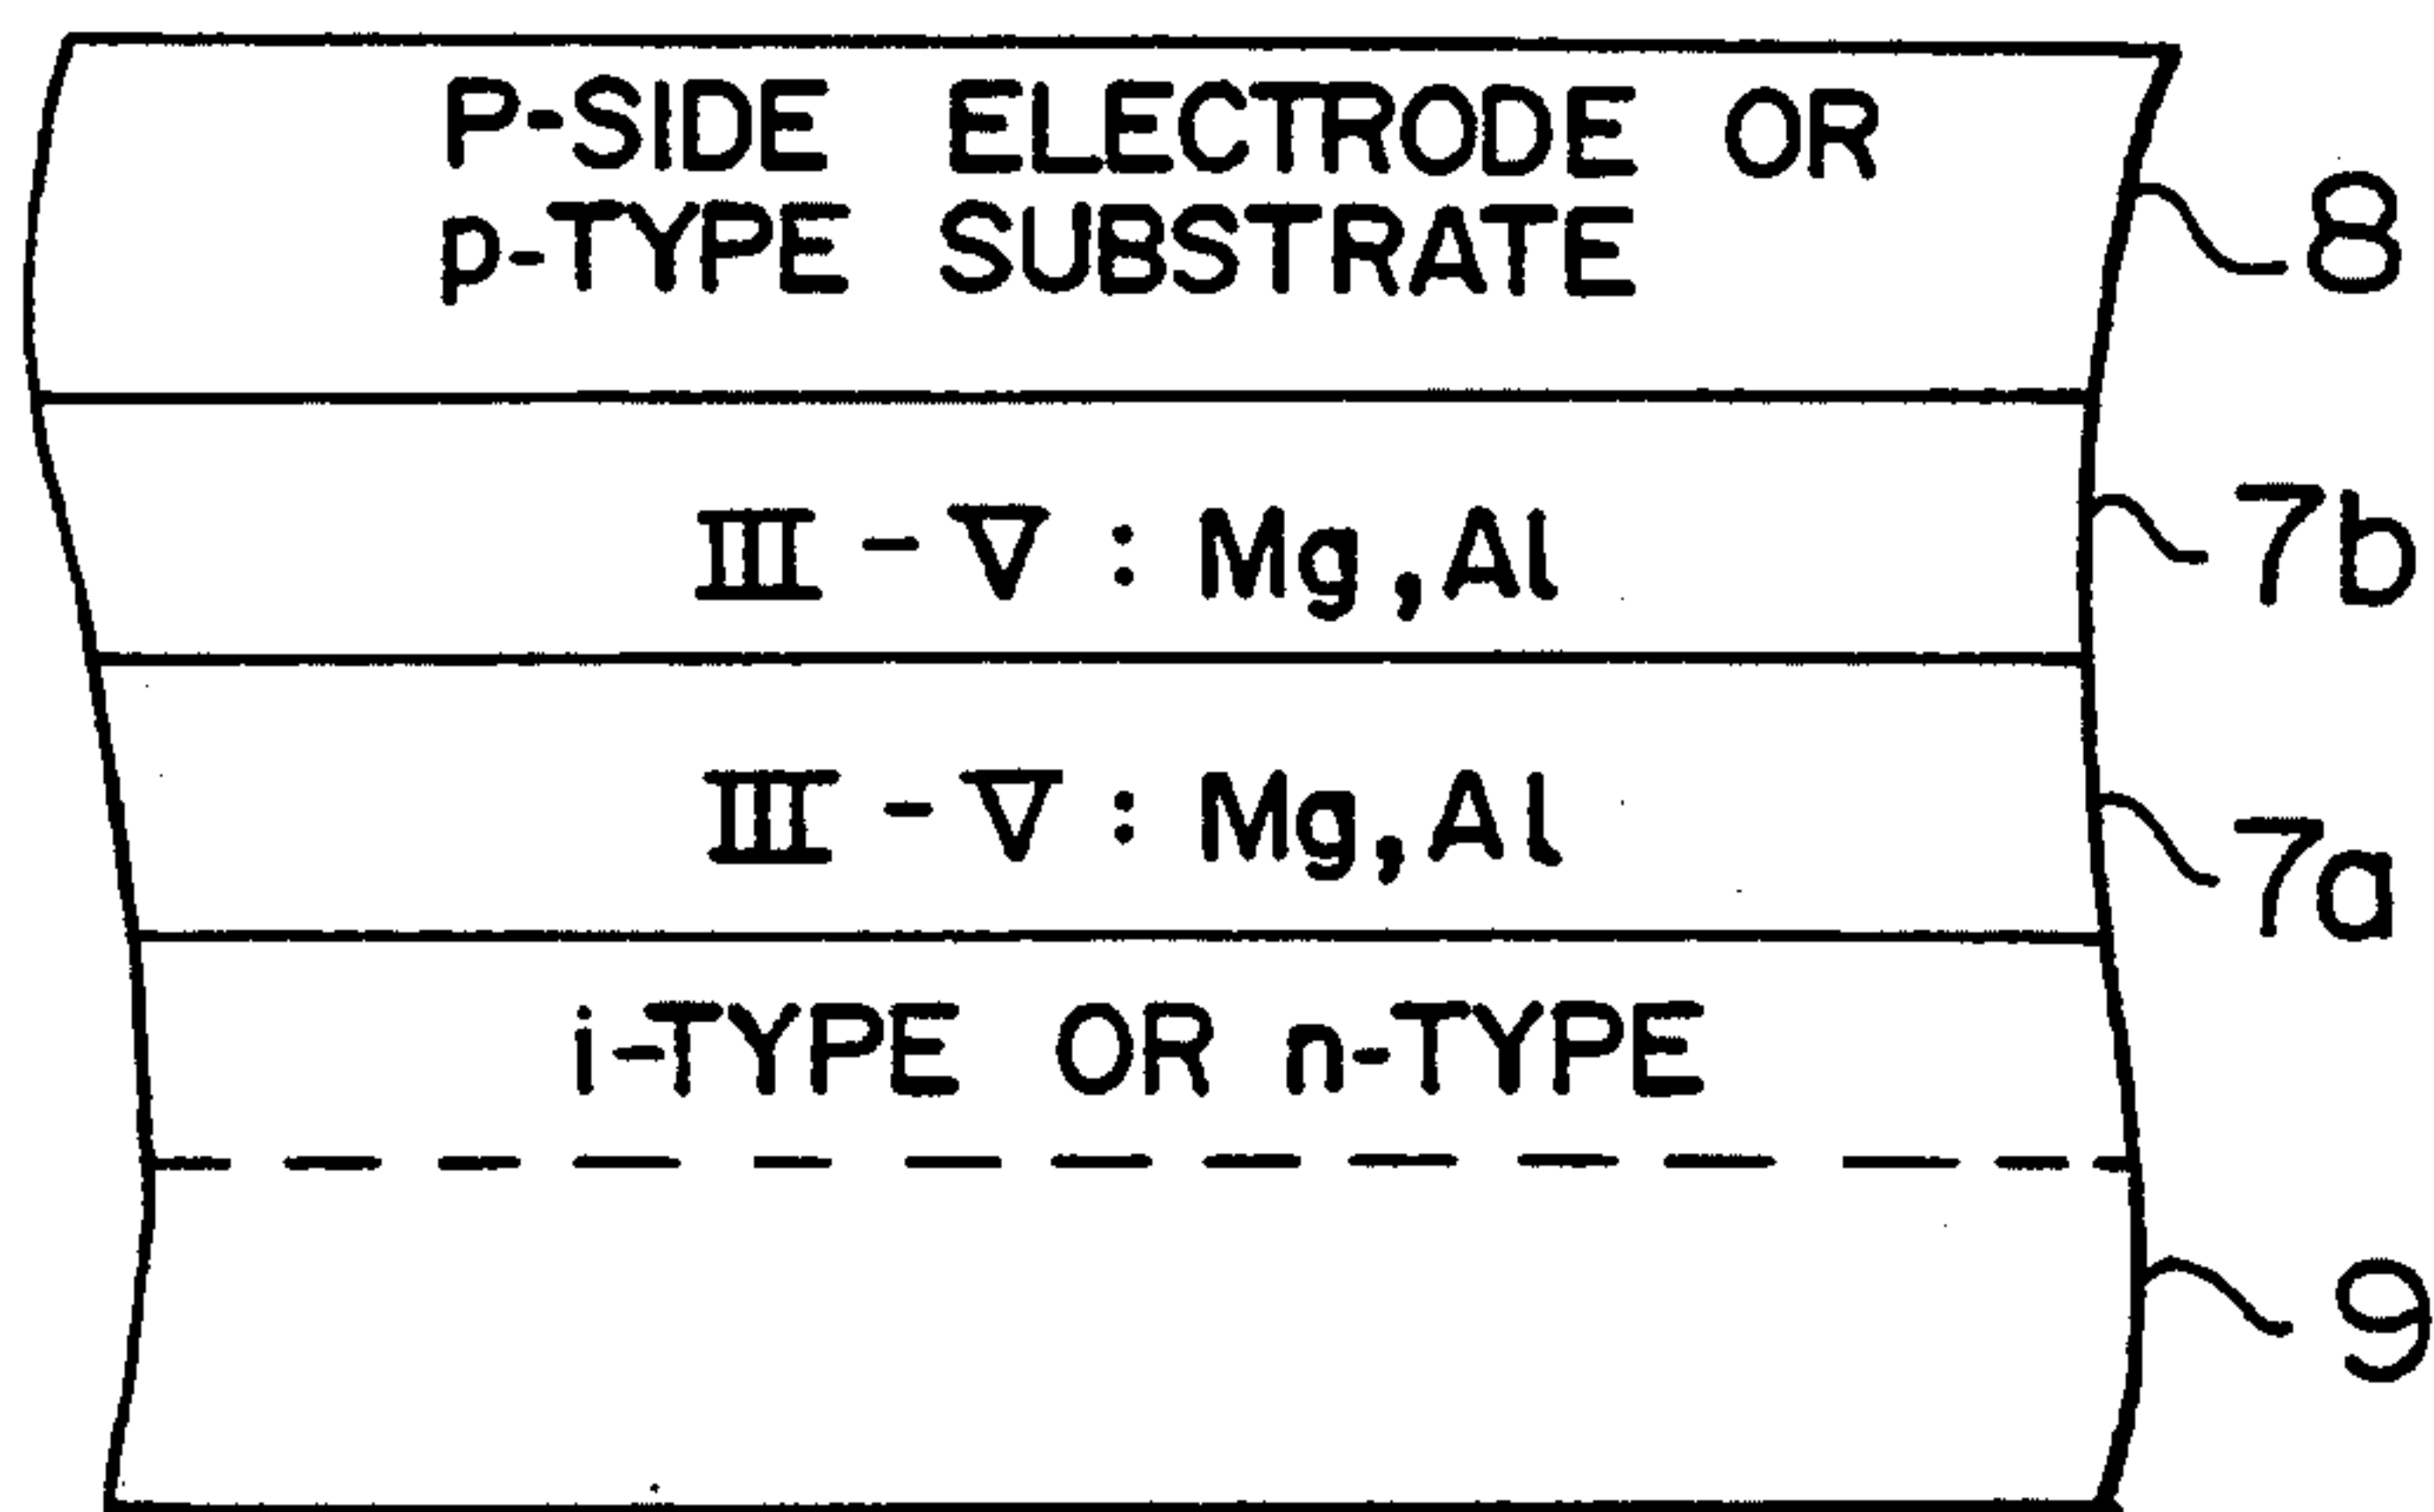 P-SIDE ELECTRODE OR
p-TYPE SUBSTRATE
8
III - V : Mg,Al
7b
III - V : Mg,Al
7a
i-TYPE OR n-TYPE
9